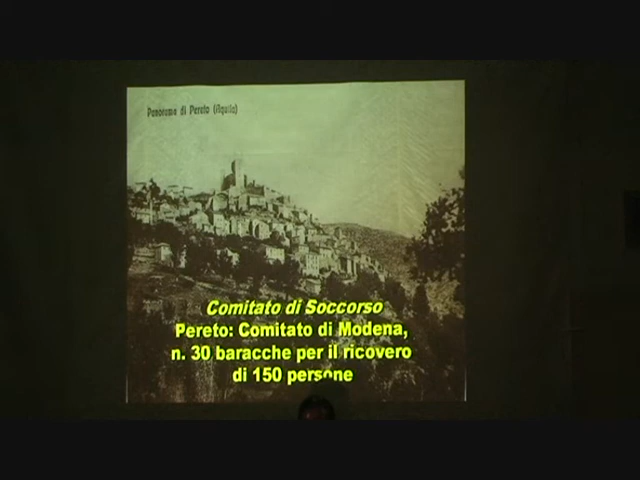 Panorama di Pereto (Aquila)
Comitato di Soccorso
Pereto: Comitato di Modena,
n. 30 baracche per il ricovero
di 150 persone